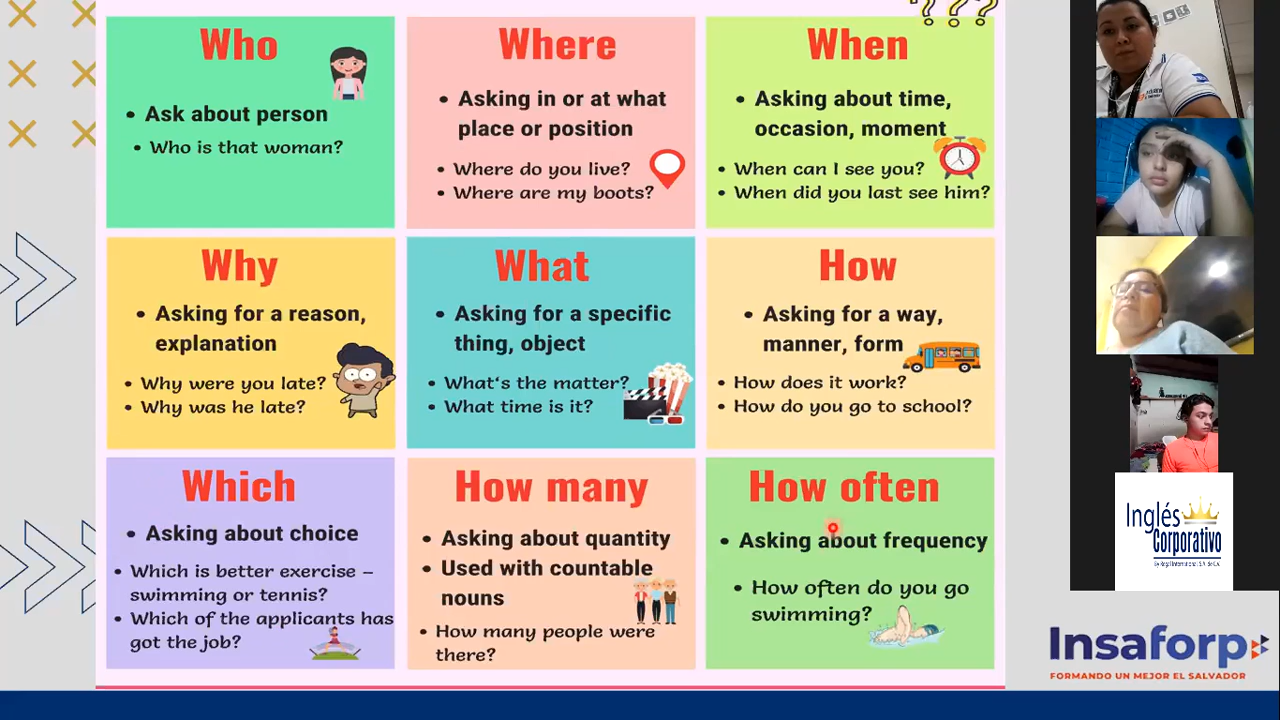 ? ? ?
Who
• Ask about person
• Who is that woman?
Where
• Asking in or at what
place or position
• Where do you live?
• Where are my boots?
When
• Asking about time,
occasion, moment
• When can I see you?
• When did you last see him?
Why
• Asking for a reason,
explanation
• Why were you late?
• Why was he late?
What
• Asking for a specific
thing, object
• What's the matter?
• What time is it?
How
• Asking for a way,
manner, form
• How does it work?
• How do you go to school?
Which
• Asking about choice
• Which is better exercise –
swimming or tennis?
• Which of the applicants has
got the job?
How many
• Asking about quantity
• Used with countable
nouns
• How many people were
there?
How often
• Asking about frequency
• How often do you go
swimming?
Inglés
Corporativo
By Regal International S.A. de C.V.
Insaforp
FORMANDO UN MEJOR EL SALVADOR